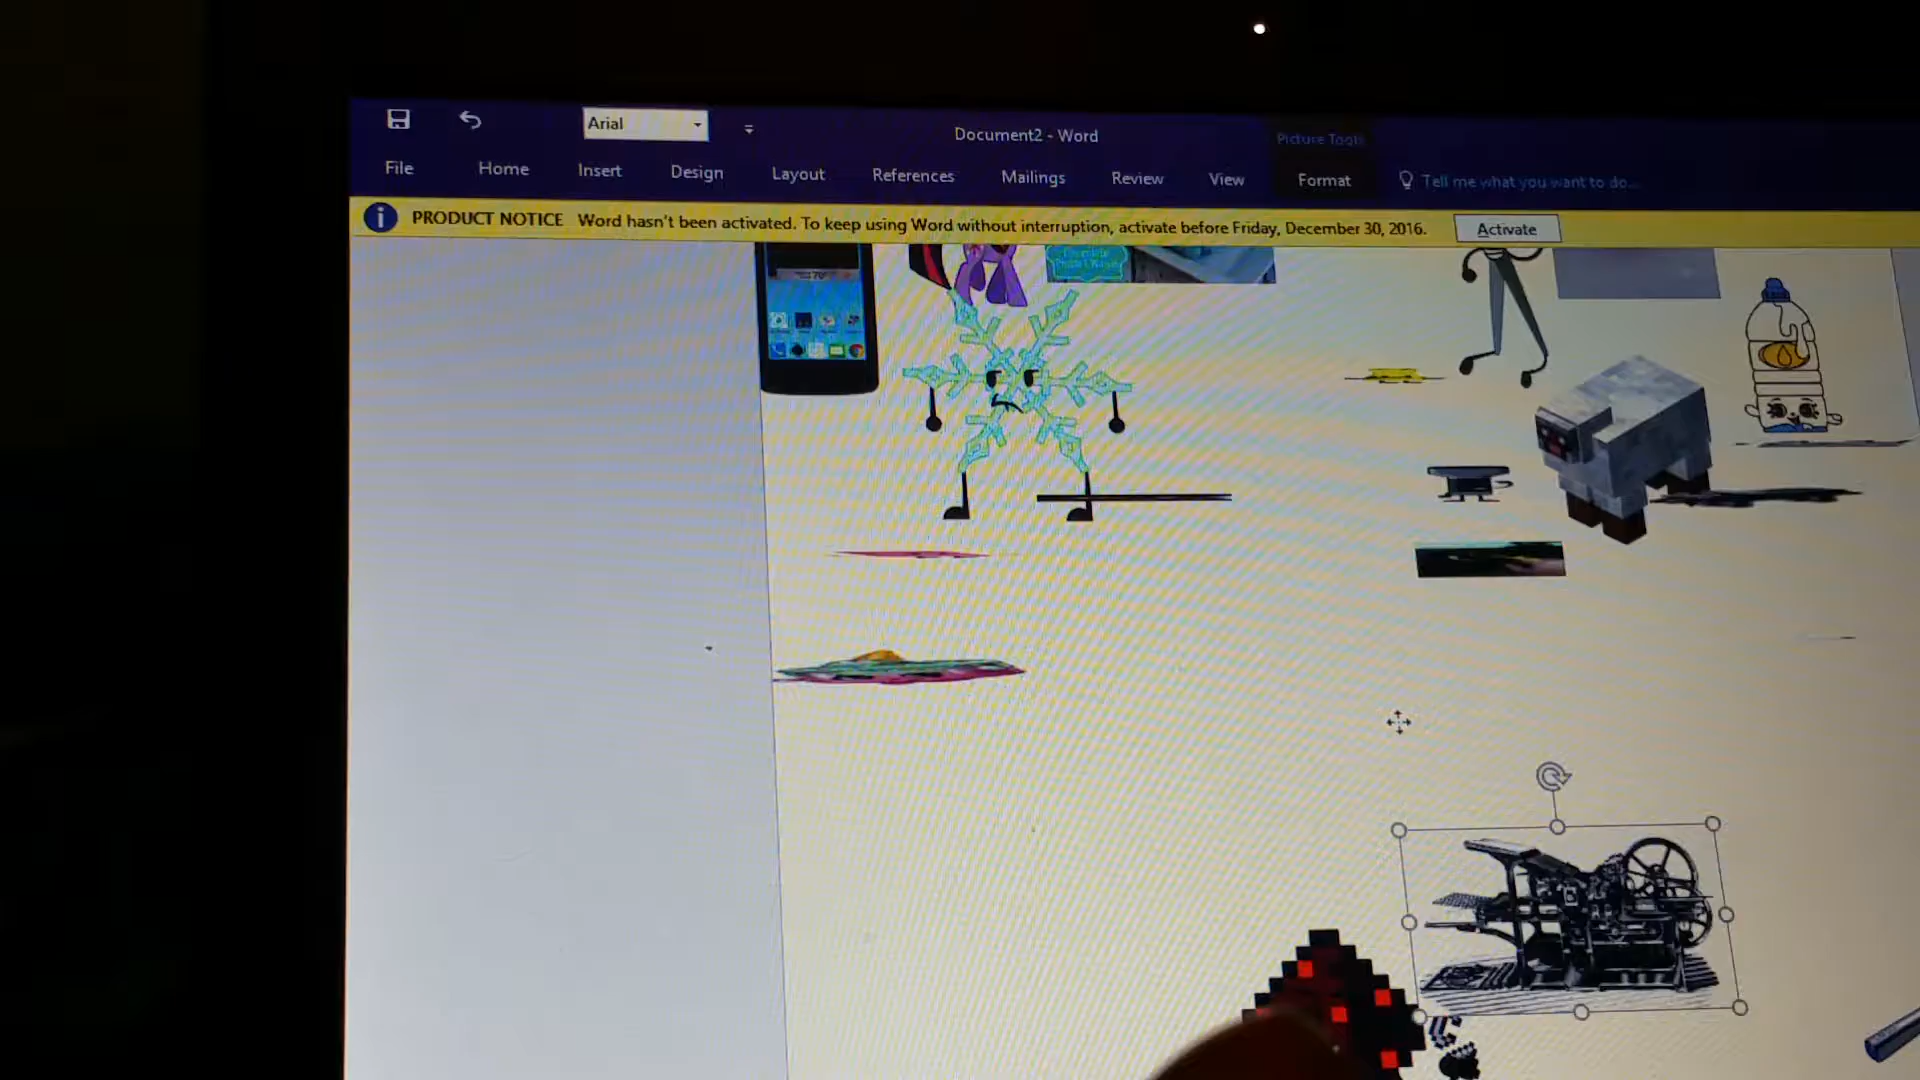 Arial
Document2 - Word
Picture Tools
File Home Insert Design Layout References Mailings Review View Format Tell me what you want to do...
PRODUCT NOTICE Word hasn't been activated. To keep using Word without interruption, activate before Friday, December 30, 2016. Activate